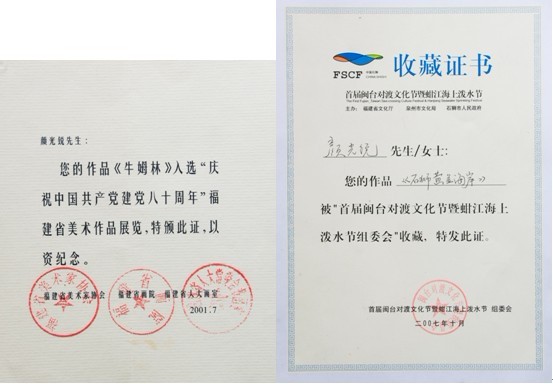 颜光镜先生：
您的作品《牛姆林》入选“庆
祝中国共产党建党八十周年”福
建省美术作品展览，特颁此证，以
资纪念。
福建省美术家协会 福建省画院 福建省人大画室
2001.7
FSCF
收藏证书
首届闽台对渡文化节暨蚶江海上泼水节
主办： 福建省文化厅 泉州市文化局 石狮市人民政府
先生/女士：
您的作品
被“首届闽台对渡文化节暨蚶江海上
泼水节组委会”收藏，特发此证。
首届闽台对渡文化节暨蚶江海上泼水节 组委会
二00七年十月